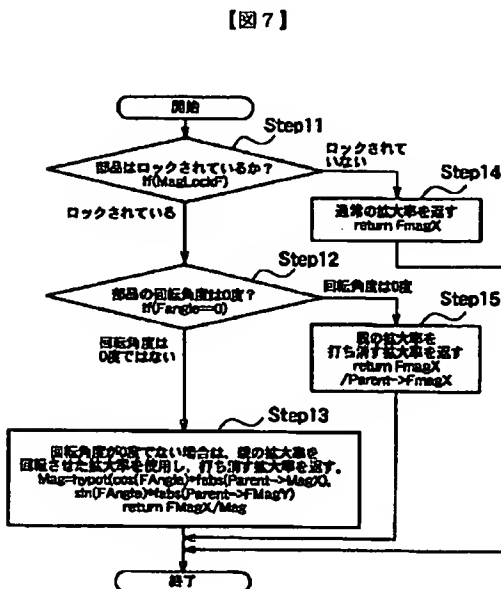 【図7】
開始
Step11
部品はロックされているか?
if(MagLockF)
ロックされて
いない
Step14
通常の拡大率を返す
return FmagX
ロックされている
Step12
部品の回転角度は0度?
if(Fangle==0)
回転角度は0度
Step15
親の拡大率を
打ち消す拡大率を返す
return FmagX
/Parent->FmagX
回転角度は
0度ではない
Step13
回転角度が0度でない場合は、親の拡大率を
回転させた拡大率を使用し、打ち消す拡大率を返す。
Mag=hypot(cos(FAngle)*fabs(Parent->MagX),
sin(FAngle)*fabs(Parent->FMagY)
return FMagX/Mag
終了